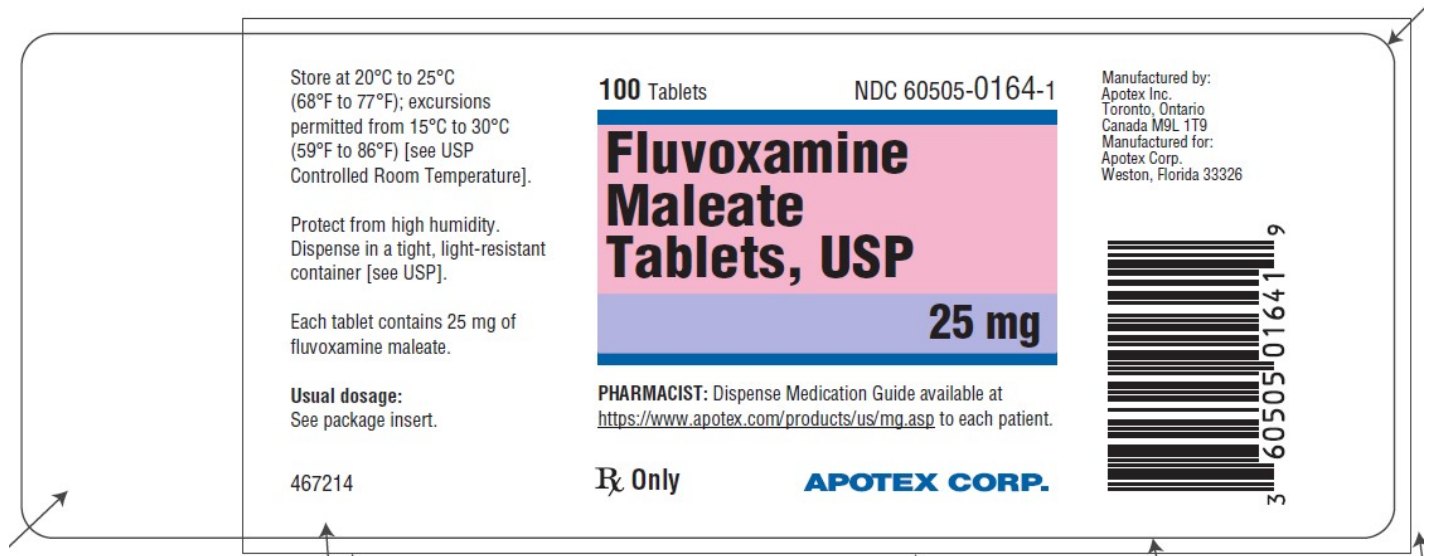 Store at 20°C to 25°C
(68°F to 77°F); excursions
permitted from 15°C to 30°C
(59°F to 86°F) [see USP
Controlled Room Temperature].
Protect from high humidity.
Dispense in a tight, light-resistant
container [see USP].
Each tablet contains 25 mg of
fluvoxamine maleate.
Usual dosage:
See package insert.
467214
100 Tablets NDC 60505-0164-1
Fluvoxamine
Maleate
Tablets, USP
25 mg
PHARMACIST: Dispense Medication Guide available at
https://www.apotex.com/products/us/mg.asp to each patient.
℞ Only APOTEX CORP.
Manufactured by:
Apotex Inc.
Toronto, Ontario
Canada M9L 1T9
Manufactured for:
Apotex Corp.
Weston, Florida 33326
3 60505 01641 9